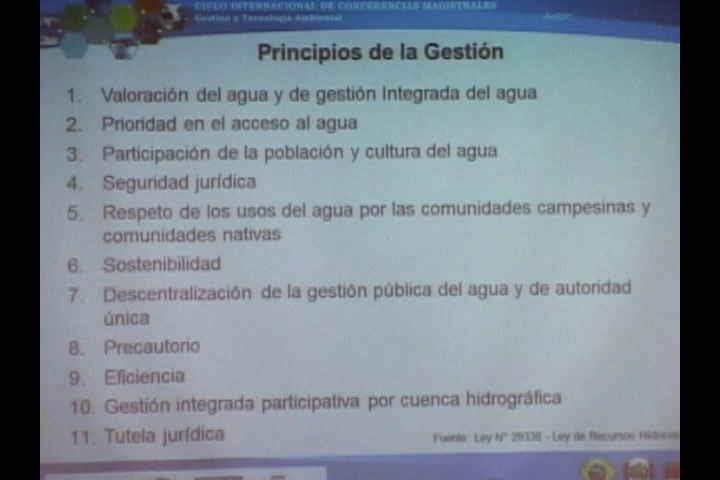 CICLO INTERNACIONAL DE CONFERENCIAS MAGISTRALES
Gestión y Tecnología Ambiental
Autor:
Principios de la Gestión
1. Valoración del agua y de gestión Integrada del agua
2. Prioridad en el acceso al agua
3. Participación de la población y cultura del agua
4. Seguridad jurídica
5. Respeto de los usos del agua por las comunidades campesinas y
comunidades nativas
6. Sostenibilidad
7. Descentralización de la gestión pública del agua y de autoridad
única
8. Precautorio
9. Eficiencia
10. Gestión integrada participativa por cuenca hidrográfica
11. Tutela jurídica
Fuente: Ley N° 29338 - Ley de Recursos Hídricos